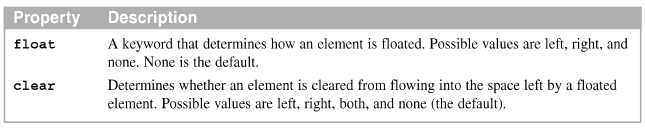 Property Description
float A keyword that determines how an element is floated. Possible values are left, right, and
none. None is the default.
clear Determines whether an element is cleared from flowing into the space left by a floated
element. Possible values are left, right, both, and none (the default).